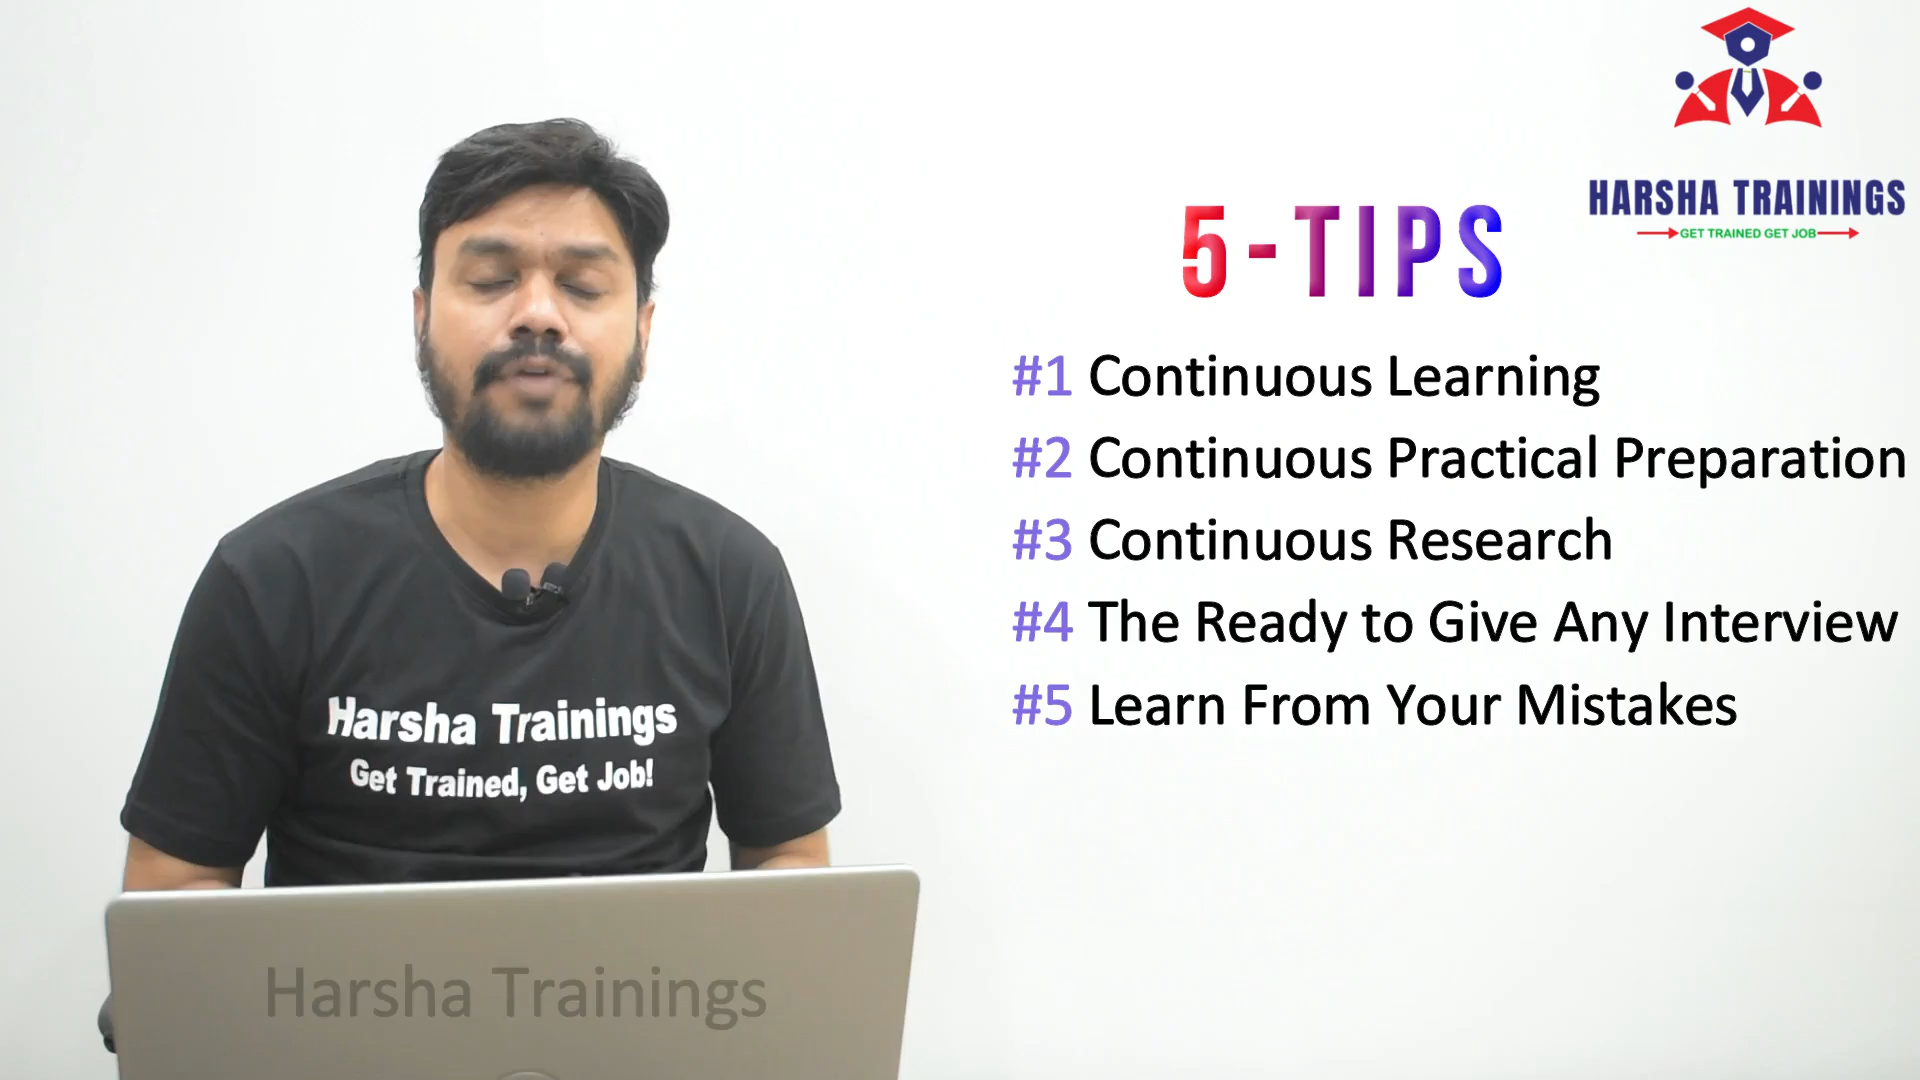 HARSHA TRAININGS
GET TRAINED GET JOB
5-TIPS
#1 Continuous Learning
#2 Continuous Practical Preparation
#3 Continuous Research
#4 The Ready to Give Any Interview
#5 Learn From Your Mistakes
Harsha Trainings
Get Trained, Get Job!
Harsha Trainings